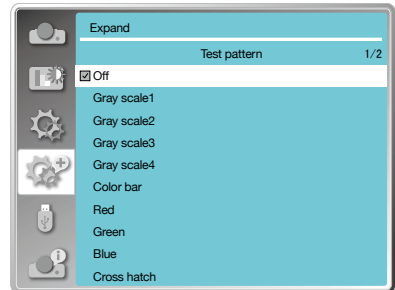 Expand
Test pattern 1/2
Off
Gray scale1
Gray scale2
Gray scale3
Gray scale4
Color bar
Red
Green
Blue
Cross hatch